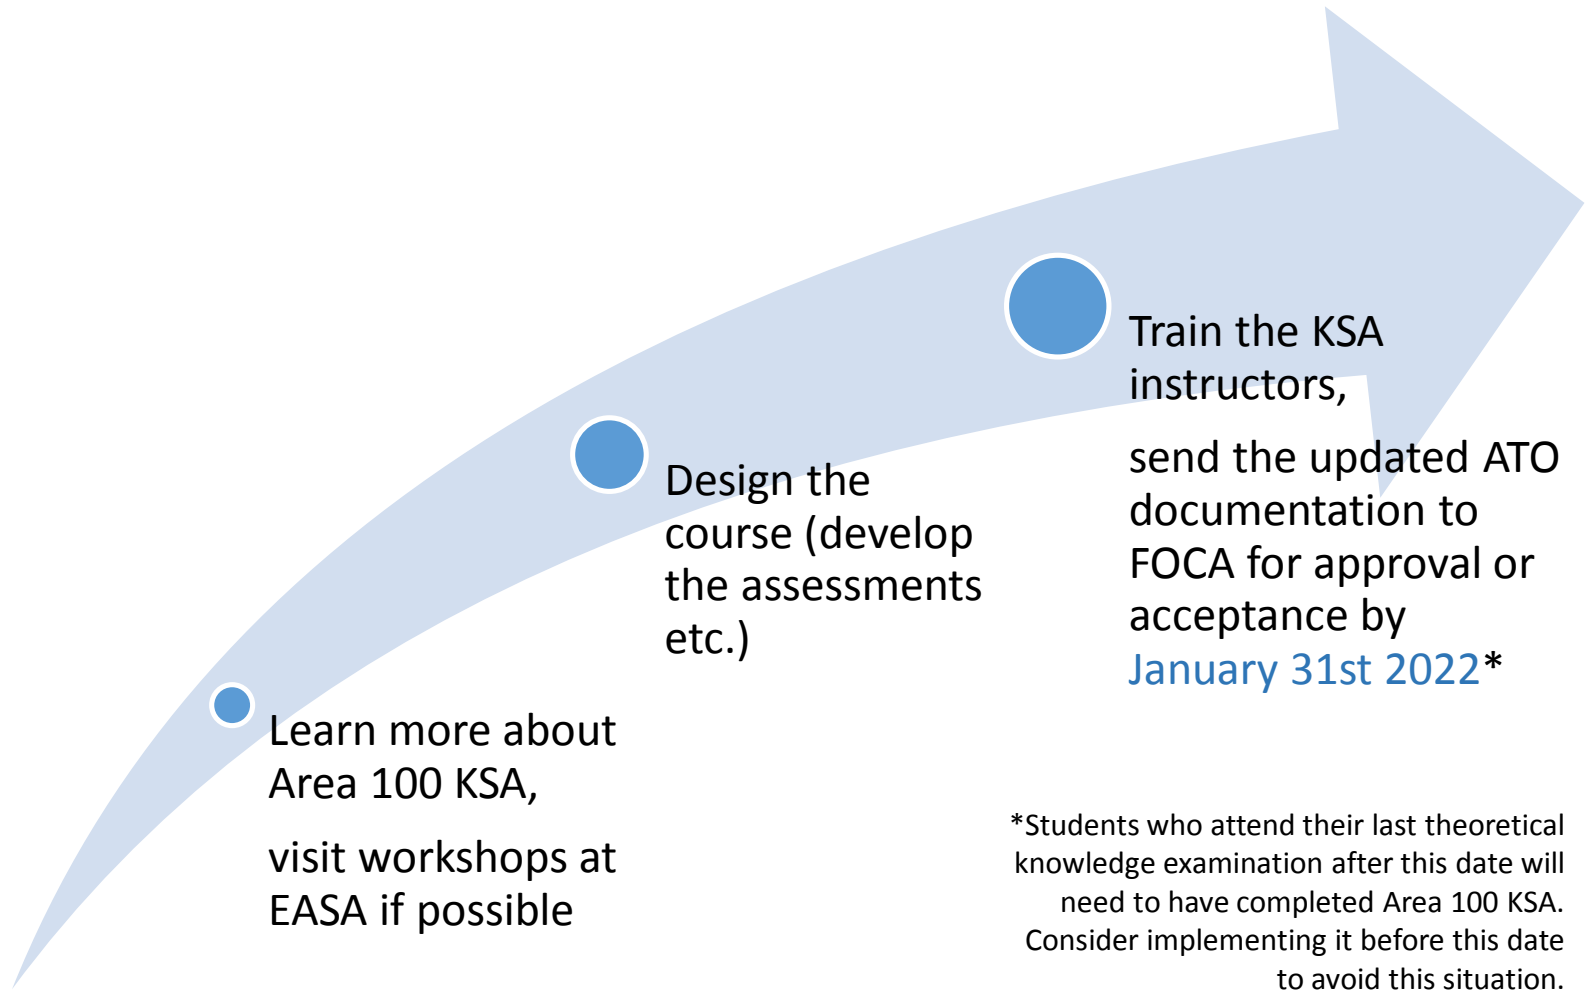 Learn more about
Area 100 KSA,
visit workshops at
EASA if possible
Design the
course (develop
the assessments
etc.)
Train the KSA
instructors,
send the updated ATO
documentation to
FOCA for approval or
acceptance by
January 31st 2022*
*Students who attend their last theoretical
knowledge examination after this date will
need to have completed Area 100 KSA.
Consider implementing it before this date
to avoid this situation.